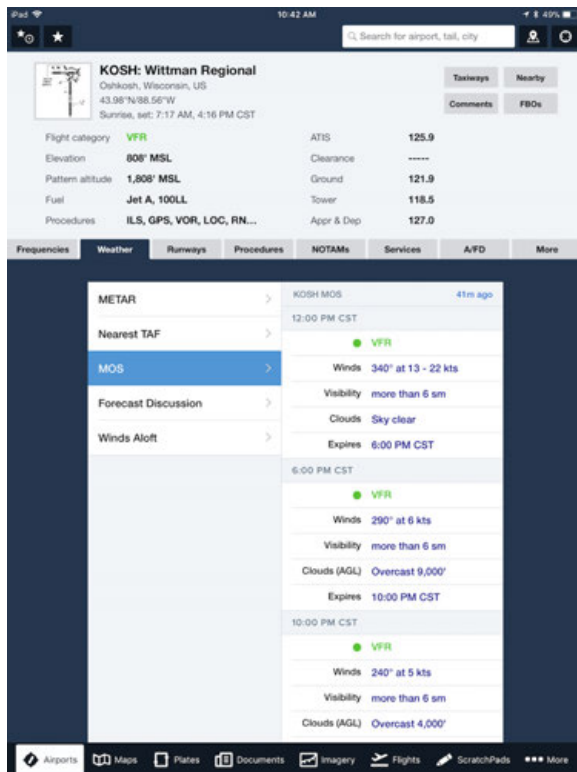 iPad 10:42 AM 49%
Search for airport, tail, city
KOSH: Wittman Regional
Oshkosh, Wisconsin, US
43.98°N/88.56°W
Sunrise, set: 7:17 AM, 4:16 PM CST
Taxiways Nearby
Comments FBOs
Flight category VFR ATIS 125.9
Elevation 808' MSL Clearance -----
Pattern altitude 1,808' MSL Ground 121.9
Fuel Jet A, 100LL Tower 118.5
Procedures ILS, GPS, VOR, LOC, RN... Appr & Dep 127.0
Frequencies Weather Runways Procedures NOTAMs Services A/FD More
METAR
Nearest TAF
MOS
Forecast Discussion
Winds Aloft
KOSH MOS 41m ago
12:00 PM CST
VFR
Winds 340° at 13 - 22 kts
Visibility more than 6 sm
Clouds Sky clear
Expires 6:00 PM CST
6:00 PM CST
VFR
Winds 290° at 6 kts
Visibility more than 6 sm
Clouds (AGL) Overcast 9,000'
Expires 10:00 PM CST
10:00 PM CST
VFR
Winds 240° at 5 kts
Visibility more than 6 sm
Clouds (AGL) Overcast 4,000'
Airports Maps Plates Documents Imagery Flights ScratchPads More